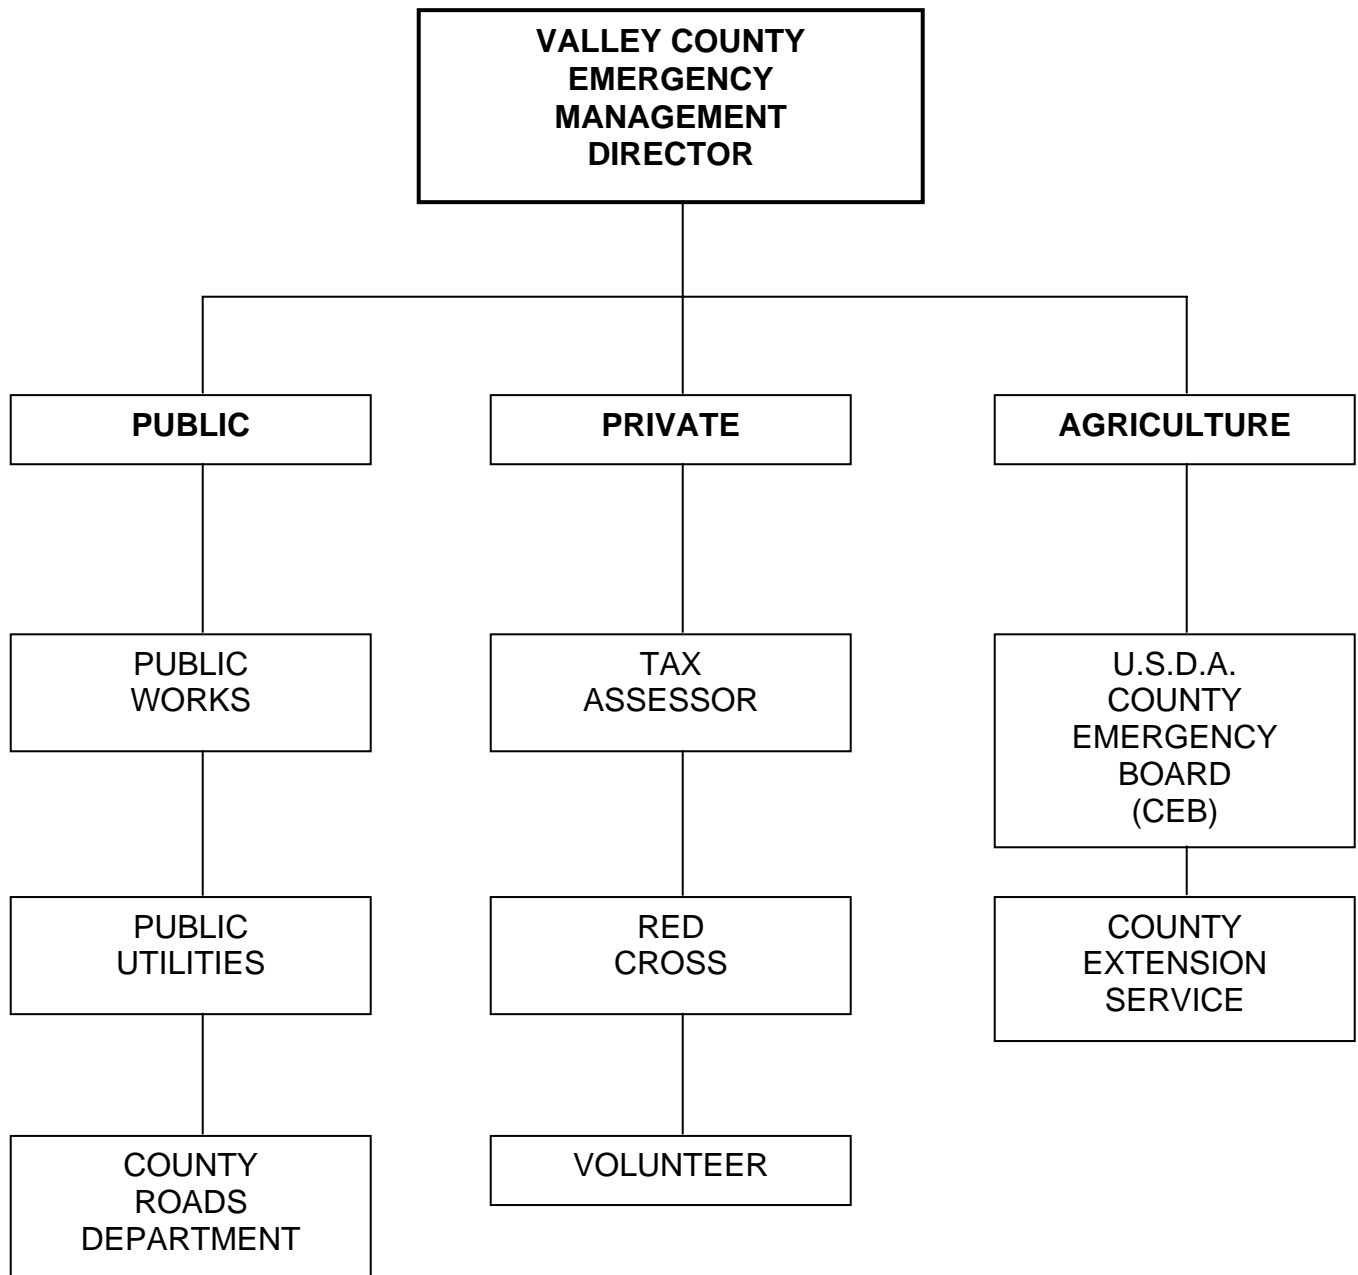 VALLEY COUNTY
EMERGENCY
MANAGEMENT
DIRECTOR
PUBLIC
PRIVATE
AGRICULTURE
PUBLIC
WORKS
TAX
ASSESSOR
U.S.D.A.
COUNTY
EMERGENCY
BOARD
(CEB)
PUBLIC
UTILITIES
RED
CROSS
COUNTY
EXTENSION
SERVICE
COUNTY
ROADS
DEPARTMENT
VOLUNTEER